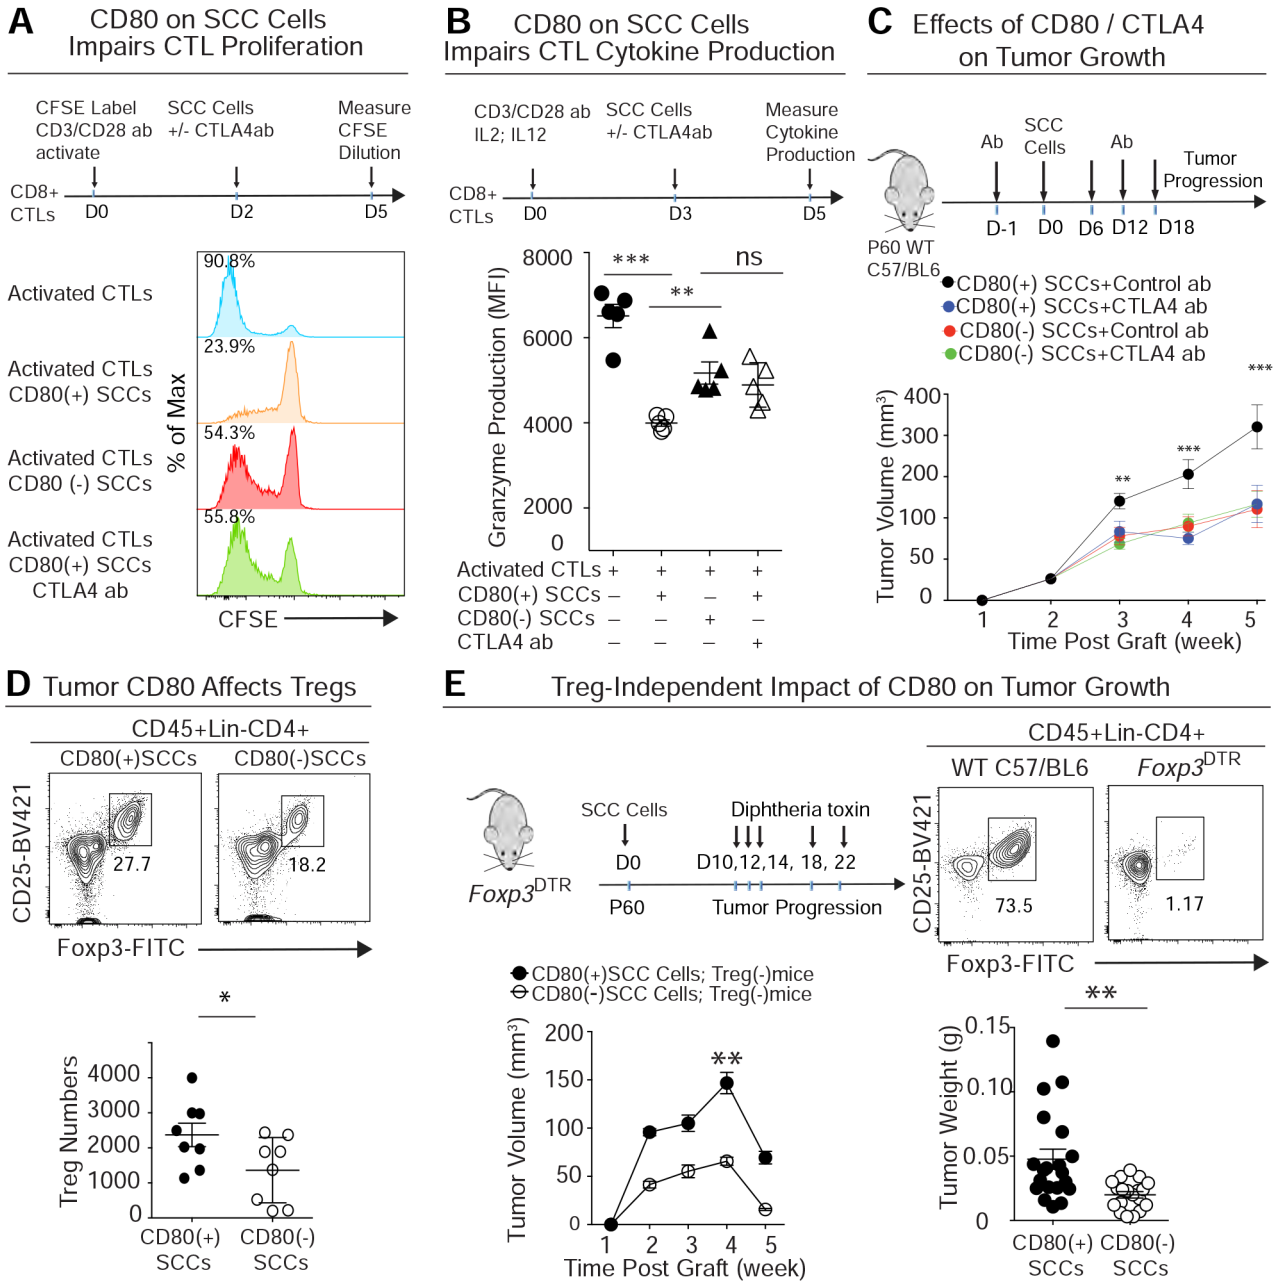 A
CD80 on SCC Cells
Impairs CTL Proliferation
CFSE Label
CD3/CD28 ab
activate
SCC Cells
+/- CTLA4ab
Measure
CFSE
Dilution
CD8+
CTLs
D0
D2
D5
Activated CTLs
Activated CTLs
CD80(+) SCCs
Activated CTLs
CD80 (-) SCCs
Activated CTLs
CD80(+) SCCs
CTLA4 ab
% of Max
90.8%
23.9%
54.3%
55.8%
CFSE
B
CD80 on SCC Cells
Impairs CTL Cytokine Production
CD3/CD28 ab
IL2; IL12
SCC Cells
+/- CTLA4ab
Measure
Cytokine
Production
CD8+
CTLs
D0
D3
D5
Granzyme Production (MFI)
8000
6000
4000
2000
0
***
**
ns
Activated CTLs + + + +
CD80(+) SCCs − + − +
CD80(-) SCCs − − + −
CTLA4 ab − − − +
C
Effects of CD80 / CTLA4
on Tumor Growth
Ab
SCC
Cells
Ab
Tumor
Progression
D-1
D0
D6
D12
D18
P60 WT
C57/BL6
CD80(+) SCCs+Control ab
CD80(+) SCCs+CTLA4 ab
CD80(-) SCCs+Control ab
CD80(-) SCCs+CTLA4 ab
Tumor Volume (mm³)
400
300
200
100
50
0
**
***
***
1 2 3 4 5
Time Post Graft (week)
D
Tumor CD80 Affects Tregs
CD45+Lin-CD4+
CD80(+)SCCs
CD80(-)SCCs
CD25-BV421
27.7
18.2
Foxp3-FITC
*
Treg Numbers
4000
3000
2000
1000
0
CD80(+)
SCCs
CD80(-)
SCCs
E
Treg-Independent Impact of CD80 on Tumor Growth
SCC Cells
Diphtheria toxin
D0
D10,12,14, 18, 22
Foxp3DTR
P60
Tumor Progression
CD45+Lin-CD4+
WT C57/BL6
Foxp3DTR
CD25-BV421
73.5
1.17
Foxp3-FITC
CD80(+)SCC Cells; Treg(-)mice
CD80(-)SCC Cells; Treg(-)mice
Tumor Volume (mm³)
200
150
100
50
0
**
1 2 3 4 5
Time Post Graft (week)
**
Tumor Weight (g)
0.15
0.10
0.05
0
CD80(+)
SCCs
CD80(-)
SCCs